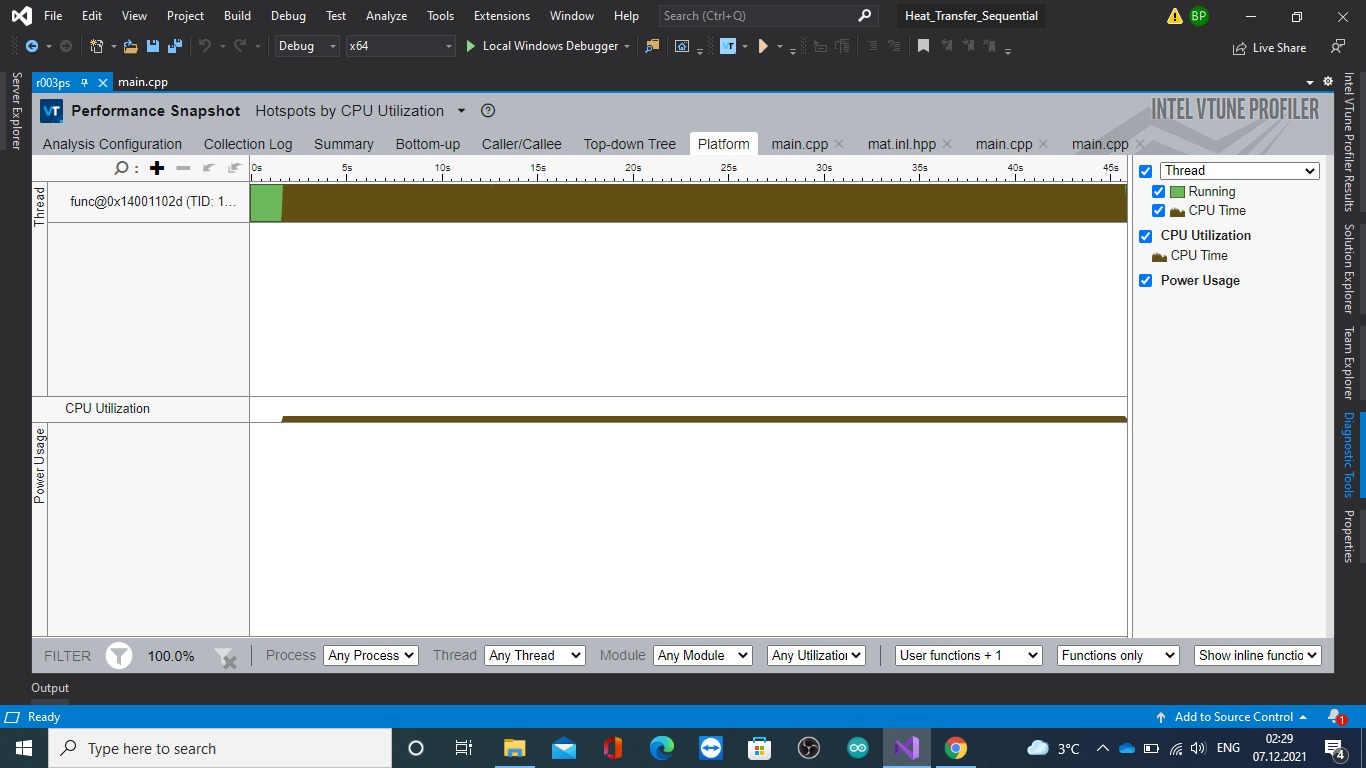 File Edit View Project Build Debug Test Analyze Tools Extensions Window Help Search (Ctrl+Q) Heat_Transfer_Sequential BP
Debug x64 Local Windows Debugger VT Live Share
r003ps main.cpp
VT Performance Snapshot Hotspots by CPU Utilization ? INTEL VTUNE PROFILER
Analysis Configuration Collection Log Summary Bottom-up Caller/Callee Top-down Tree Platform main.cpp mat.inl.hpp main.cpp main.cpp
0s 5s 10s 15s 20s 25s 30s 35s 40s 45s
Thread
func@0x14001102d (TID: 1...
CPU Utilization
Power Usage
Thread
Running
CPU Time
CPU Utilization
CPU Time
Power Usage
Server Explorer
Intel VTune Profiler Results
Solution Explorer
Team Explorer
Diagnostic Tools
Properties
FILTER 100.0% Process Any Process Thread Any Thread Module Any Module Any Utilization User functions + 1 Functions only Show inline functio
Output
Ready Add to Source Control 1
Type here to search 3°C ENG 02:29
07.12.2021 4